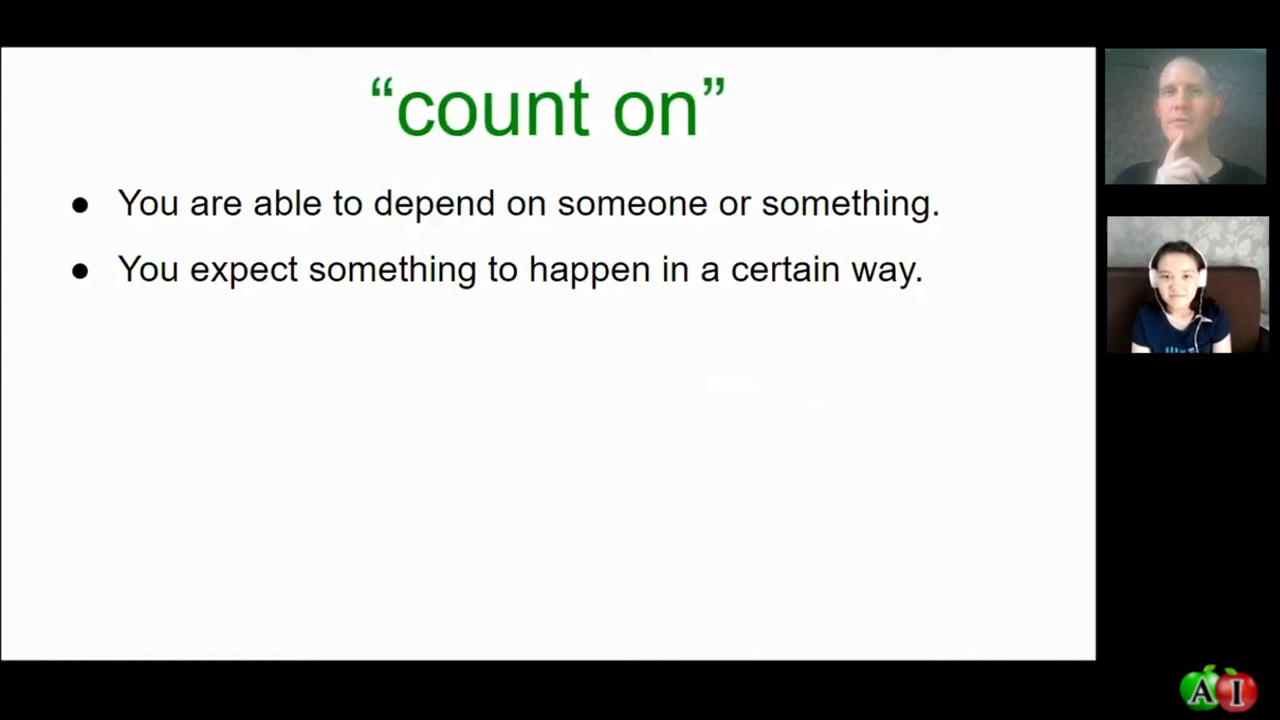 “count on”
● You are able to depend on someone or something.
● You expect something to happen in a certain way.
A I